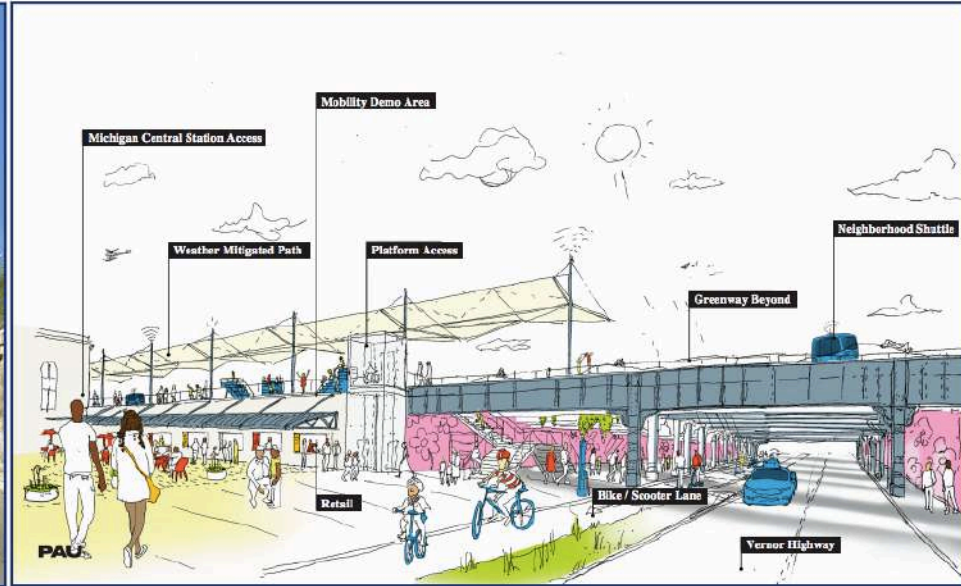 Mobility Demo Area
Michigan Central Station Access
Neighborhood Shuttle
Weather Mitigated Path
Platform Access
Greenway Beyond
Retail
Bike / Scooter Lane
Vernor Highway
PAU